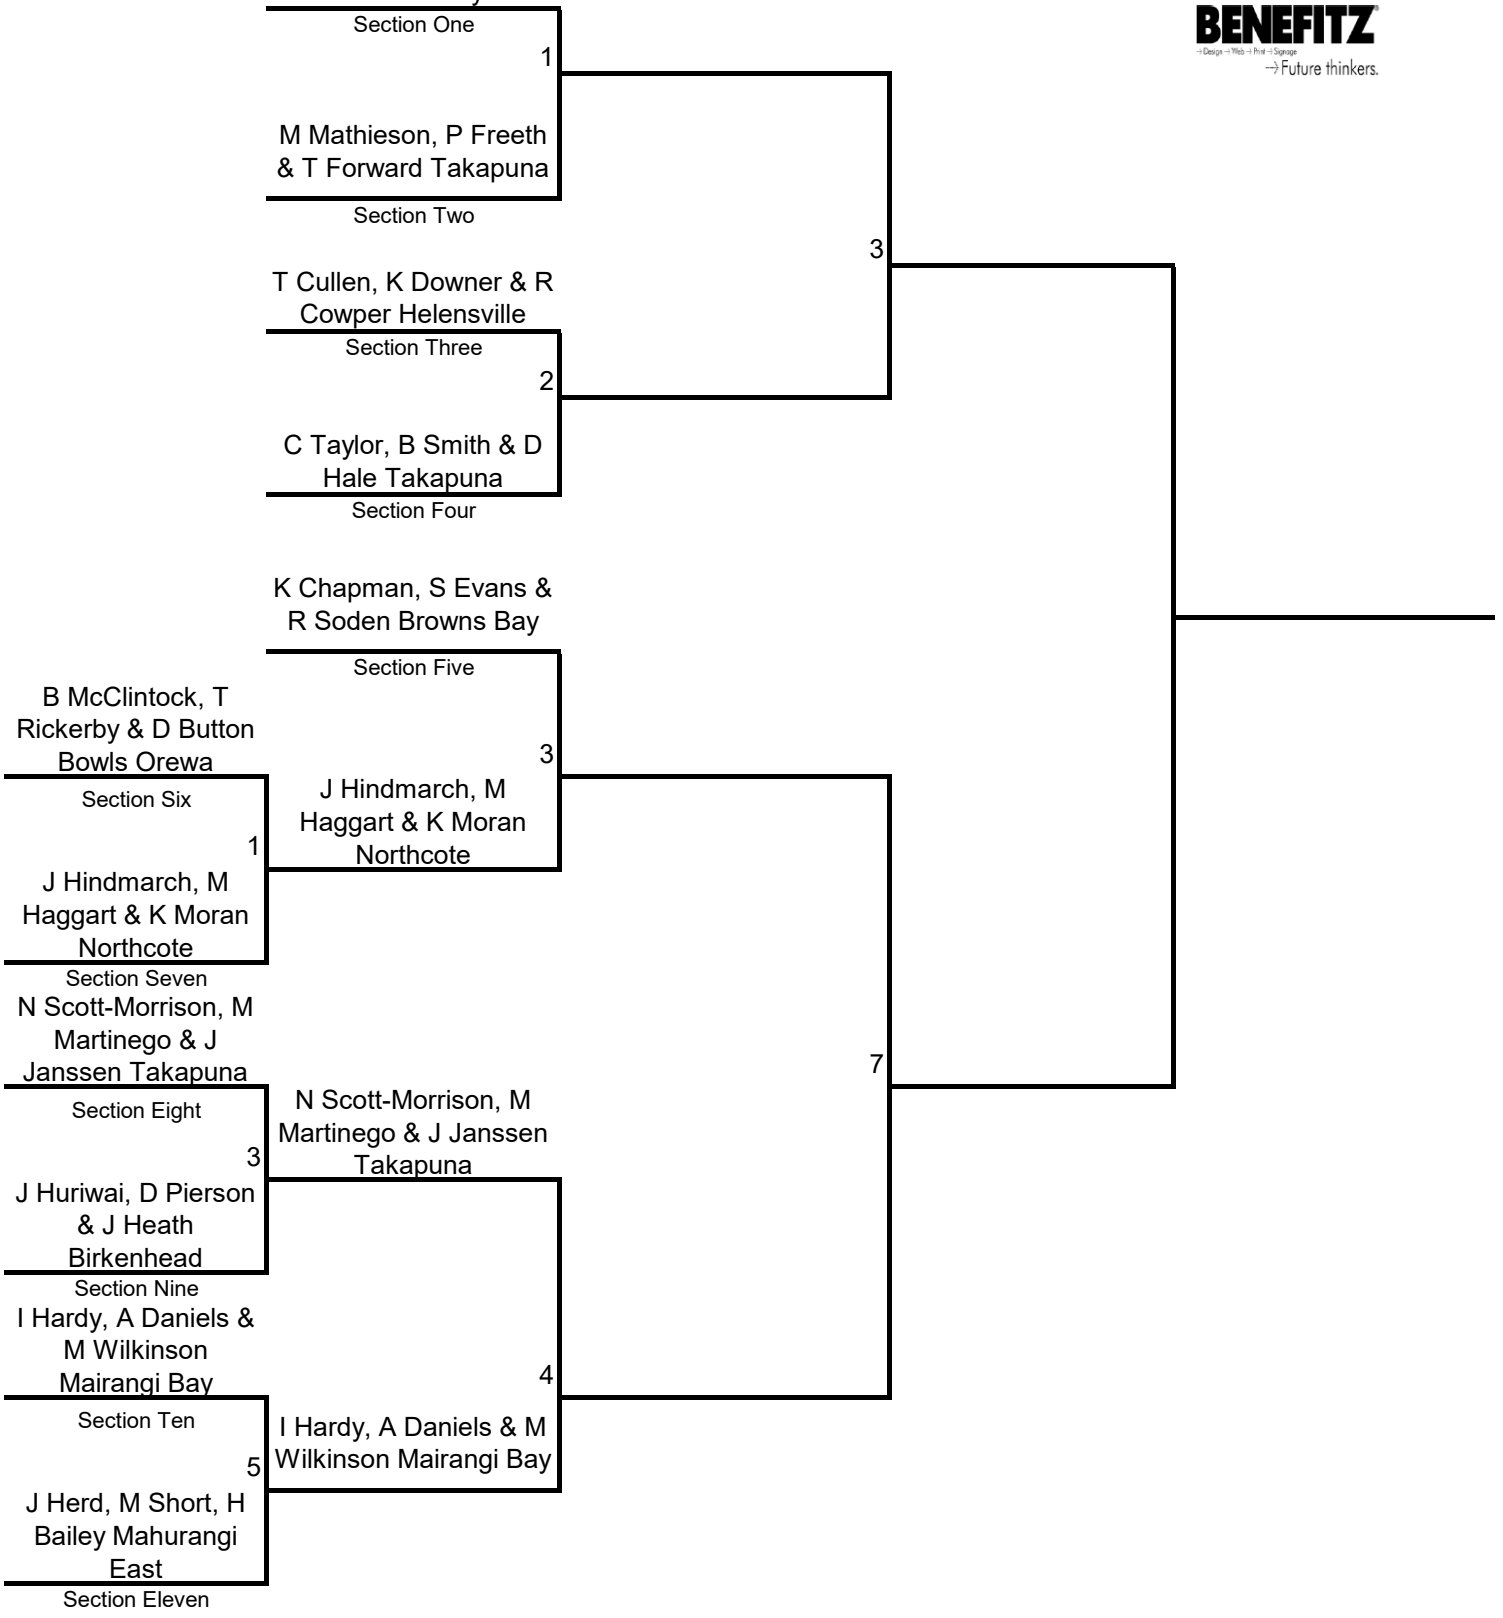 Section One
1
M Mathieson, P Freeth
& T Forward Takapuna
Section Two
T Cullen, K Downer & R
Cowper Helensville
Section Three
2
C Taylor, B Smith & D
Hale Takapuna
Section Four
3
K Chapman, S Evans &
R Soden Browns Bay
Section Five
3
J Hindmarch, M
Haggart & K Moran
Northcote
B McClintock, T
Rickerby & D Button
Bowls Orewa
Section Six
1
J Hindmarch, M
Haggart & K Moran
Northcote
Section Seven
N Scott-Morrison, M
Martinego & J
Janssen Takapuna
Section Eight
3
J Huriwai, D Pierson
& J Heath
Birkenhead
Section Nine
N Scott-Morrison, M
Martinego & J Janssen
Takapuna
7
4
I Hardy, A Daniels &
M Wilkinson
Mairangi Bay
Section Ten
5
I Hardy, A Daniels & M
Wilkinson Mairangi Bay
J Herd, M Short, H
Bailey Mahurangi
East
Section Eleven
BENEFITZ
→Design →Web →Print →Signage
→Future thinkers.